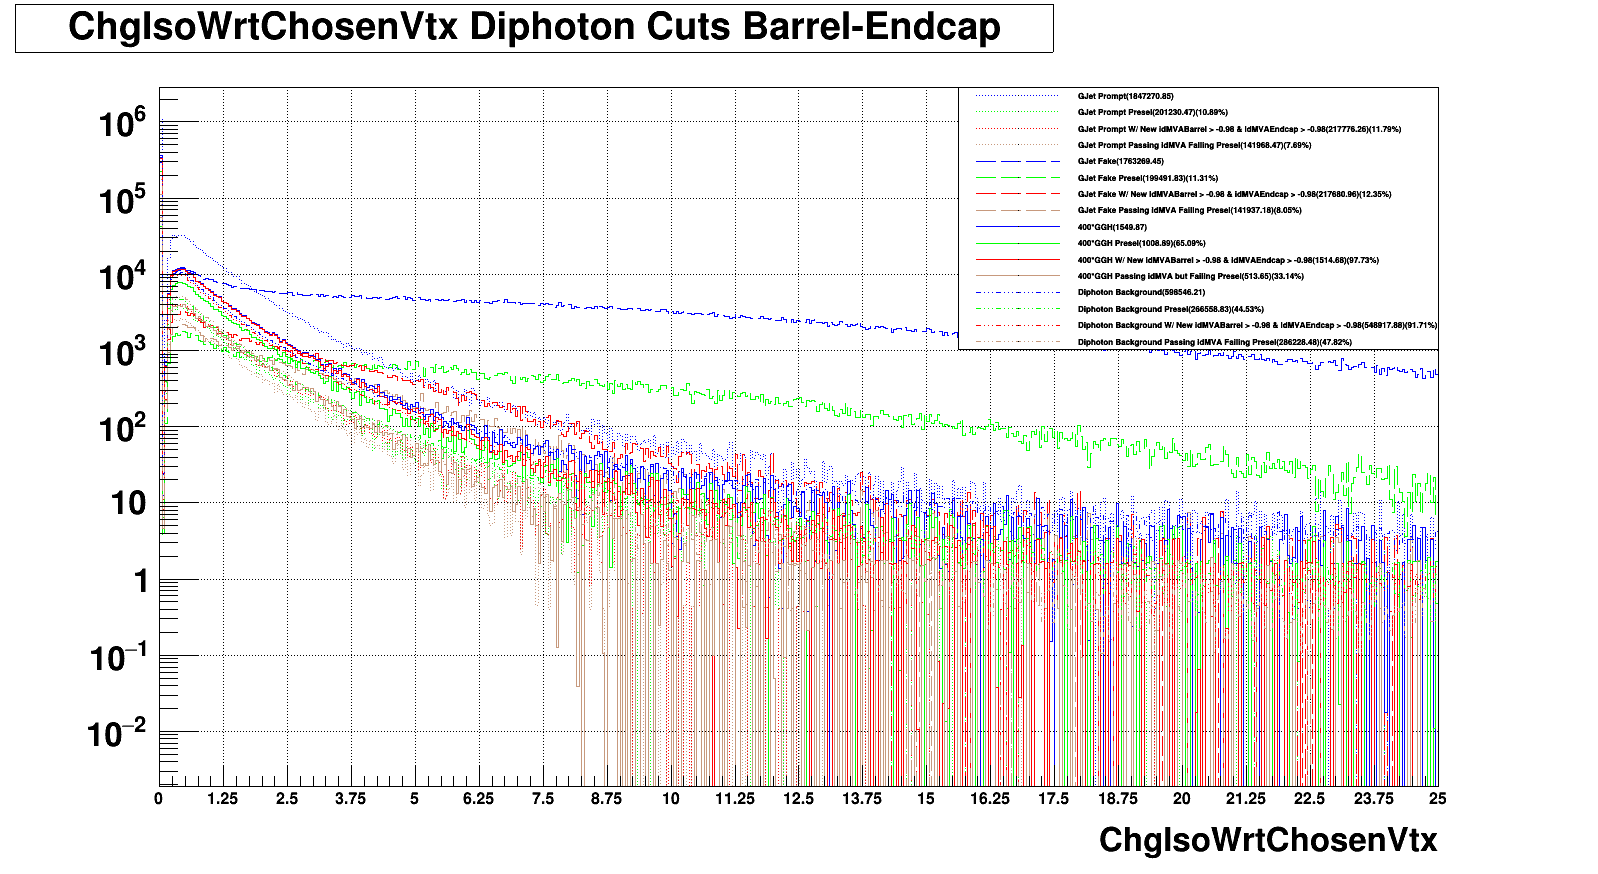 ChgIsoWrtChosenVtx Diphoton Cuts Barrel-Endcap
GJet Prompt(1847270.85)
GJet Prompt Presel(201230.47)(10.89%)
GJet Prompt W/ New IdMVABarrel > -0.98 & IdMVAEndcap > -0.98(217776.26)(11.79%)
GJet Prompt Passing IdMVA Failing Presel(141968.47)(7.69%)
GJet Fake(1763269.45)
GJet Fake Presel(199491.83)(11.31%)
GJet Fake W/ New IdMVABarrel > -0.98 & IdMVAEndcap > -0.98(217680.96)(12.35%)
GJet Fake Passing IdMVA Failing Presel(141937.18)(8.05%)
400*GGH(1549.87)
400*GGH Presel(1008.89)(65.09%)
400*GGH W/ New IdMVABarrel > -0.98 & IdMVAEndcap > -0.98(1514.68)(97.73%)
400*GGH Passing IdMVA but Failing Presel(513.65)(33.14%)
Diphoton Background(598546.21)
Diphoton Background Presel(266558.83)(44.53%)
Diphoton Background W/ New IdMVABarrel > -0.98 & IdMVAEndcap > -0.98(548917.88)(91.71%)
Diphoton Background Passing IdMVA Failing Presel(286228.48)(47.82%)
10^6
10^5
10^4
10^3
10^2
10
1
10^−1
10^−2
0 1.25 2.5 3.75 5 6.25 7.5 8.75 10 11.25 12.5 13.75 15 16.25 17.5 18.75 20 21.25 22.5 23.75 25
ChgIsoWrtChosenVtx